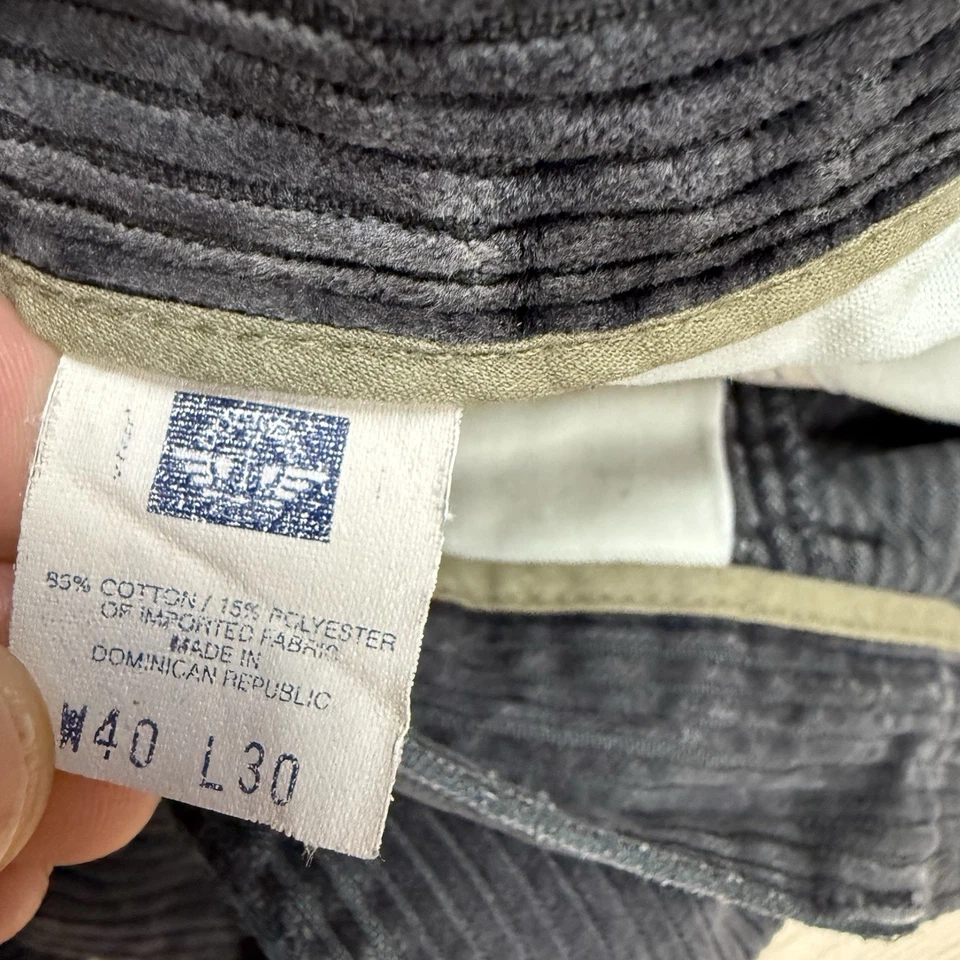 85% COTTON / 15% POLYESTER
OF IMPORTED FABRIC
MADE IN
DOMINICAN REPUBLIC
W40 L30